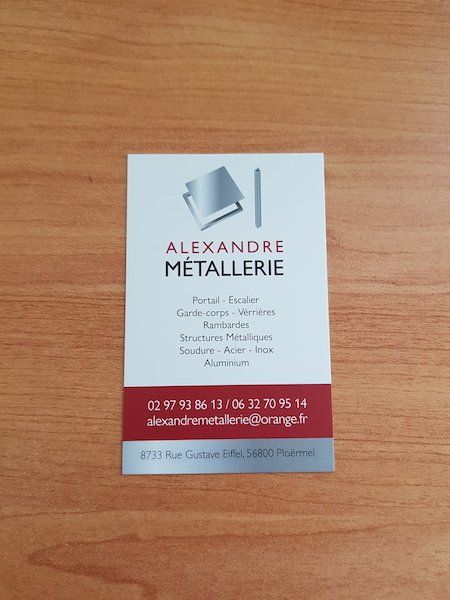 ALEXANDRE
MÉTALLERIE
Portail - Escalier
Garde-corps - Vérrières
Rambardes
Structures Métalliques
Soudure - Acier - Inox
Aluminium
02 97 93 86 13 / 06 32 70 95 14
alexandremetallerie@orange.fr
8733 Rue Gustave Eiffel, 56800 Ploërmel